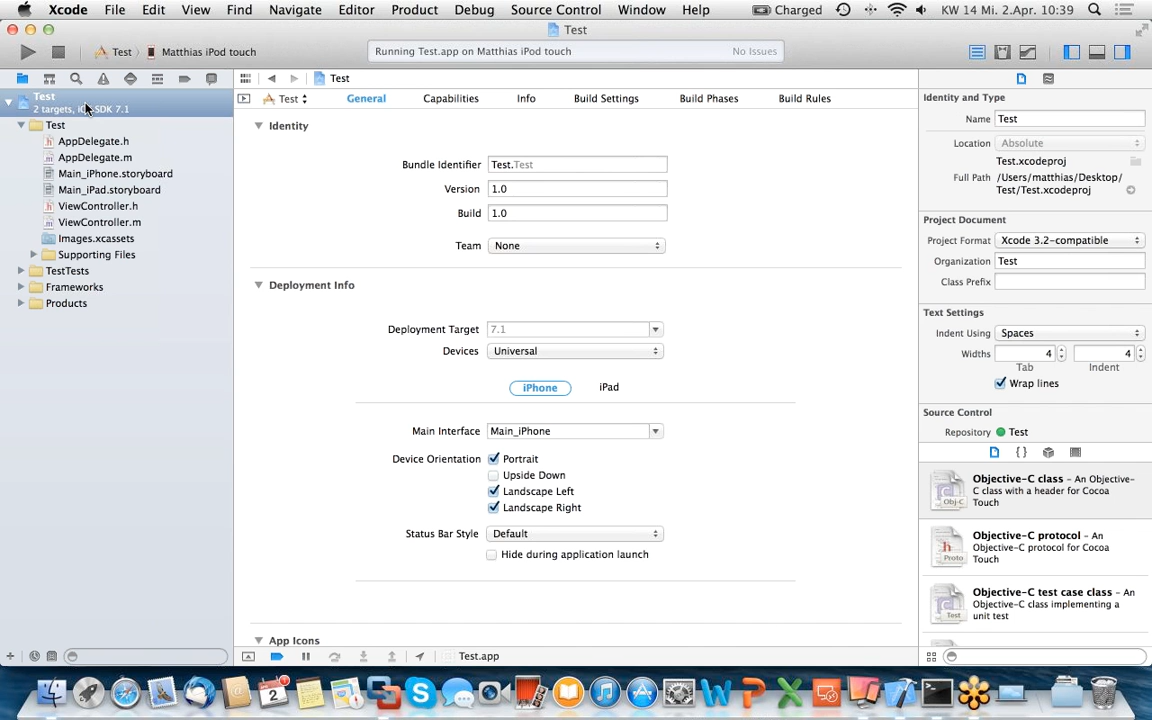 Xcode File Edit View Find Navigate Editor Product Debug Source Control Window Help Charged KW 14 Mi. 2.Apr. 10:39
Test
Test Matthias iPod touch
Running Test.app on Matthias iPod touch No Issues
Test
Test
2 targets, iOS SDK 7.1
Test
AppDelegate.h
AppDelegate.m
Main_iPhone.storyboard
Main_iPad.storyboard
ViewController.h
ViewController.m
Images.xcassets
Supporting Files
TestTests
Frameworks
Products
Test General Capabilities Info Build Settings Build Phases Build Rules
Identity
Bundle Identifier Test.Test
Version 1.0
Build 1.0
Team None
Deployment Info
Deployment Target 7.1
Devices Universal
iPhone iPad
Main Interface Main_iPhone
Device Orientation Portrait
Upside Down
Landscape Left
Landscape Right
Status Bar Style Default
Hide during application launch
App Icons
Test.app
Identity and Type
Name Test
Location Absolute
Test.xcodeproj
Full Path /Users/matthias/Desktop/
Test/Test.xcodeproj
Project Document
Project Format Xcode 3.2-compatible
Organization Test
Class Prefix
Text Settings
Indent Using Spaces
Widths 4 4
Tab Indent
Wrap lines
Source Control
Repository Test
Objective-C class - An Objective-
C class with a header for Cocoa
Touch
Obj-C
Objective-C protocol - An
Objective-C protocol for Cocoa
Touch
Proto
Objective-C test case class - An
Objective-C class implementing a
unit test
Test
2